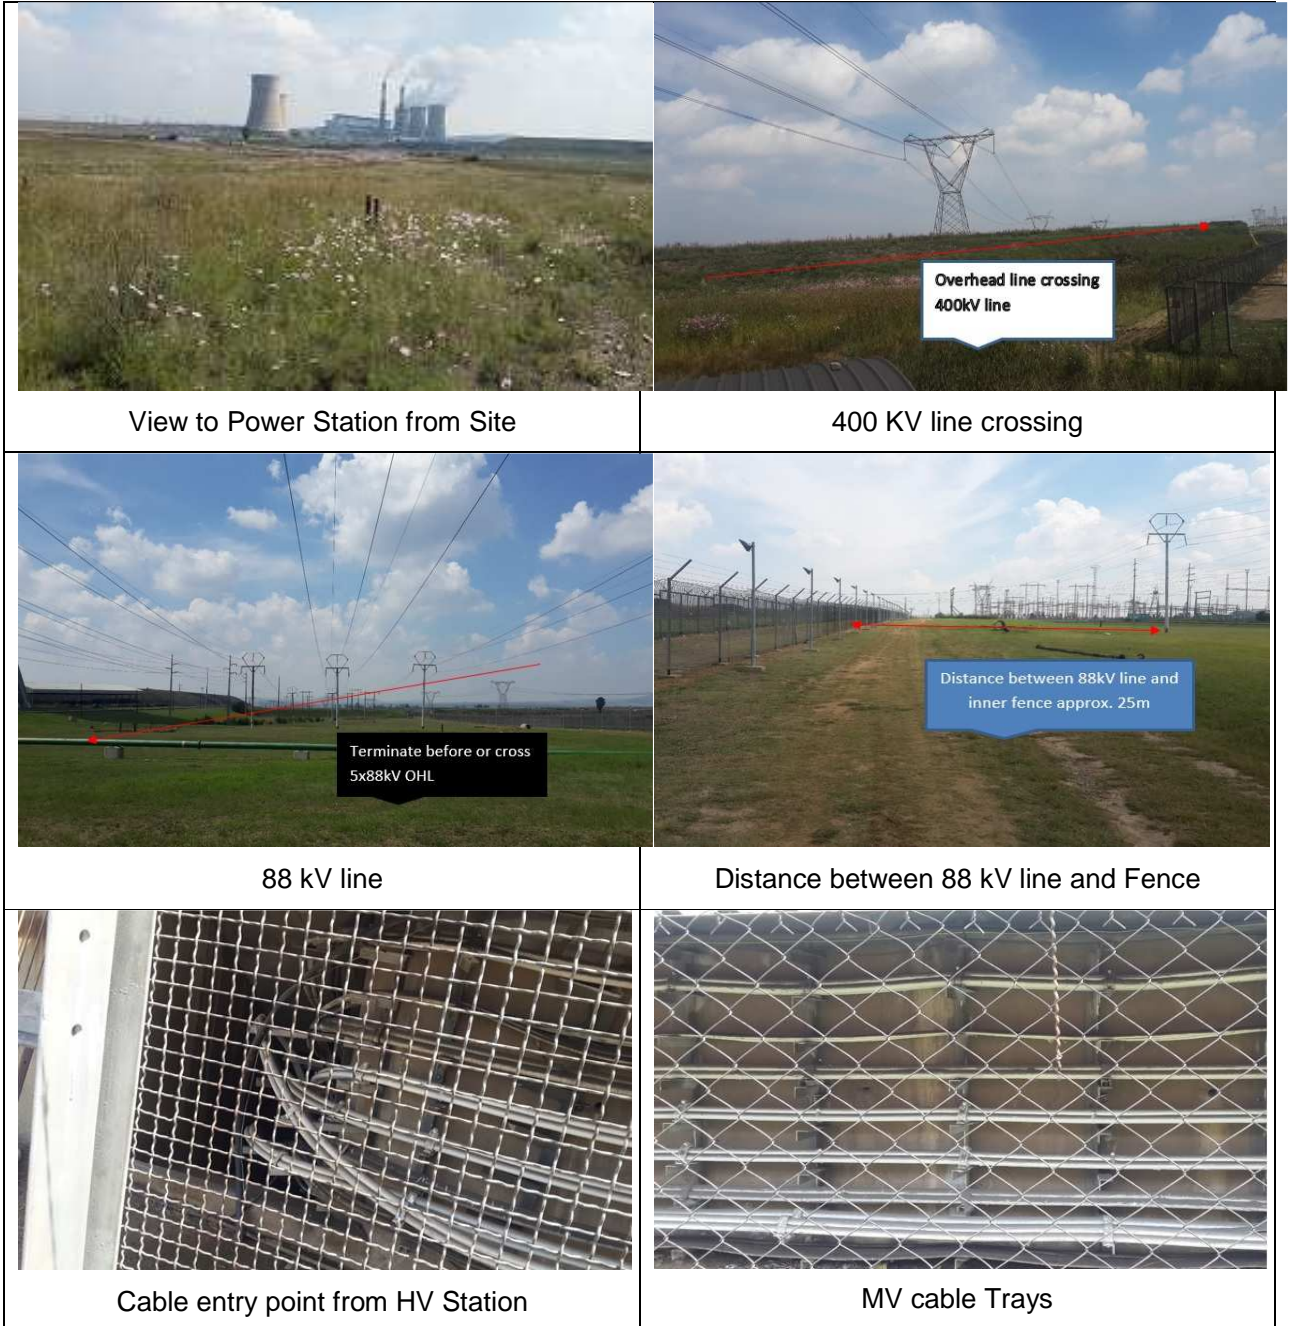 Overhead line crossing
400kV line
View to Power Station from Site
400 KV line crossing
Terminate before or cross
5x88kV OHL
Distance between 88kV line and
inner fence approx. 25m
88 kV line
Distance between 88 kV line and Fence
Cable entry point from HV Station
MV cable Trays